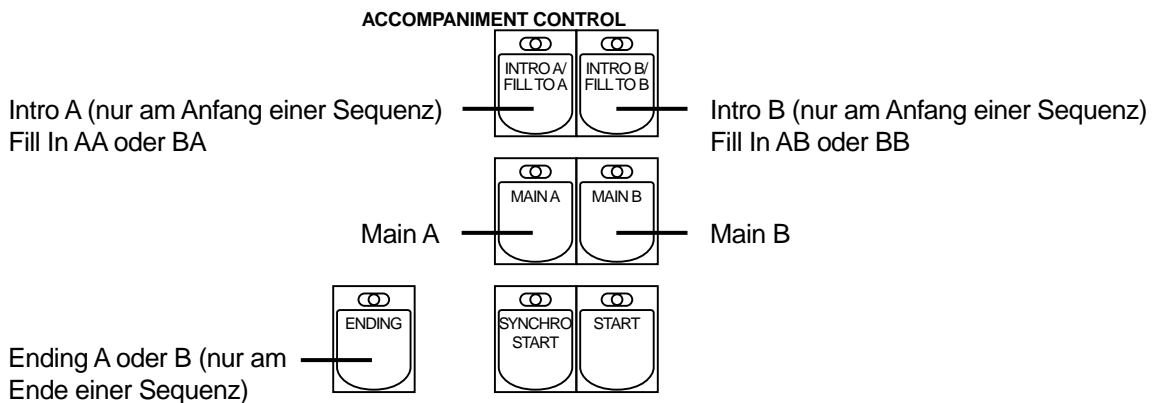 ACCOMPANIMENT CONTROL
INTRO A/
FILL TO A
INTRO B/
FILL TO B
Intro A (nur am Anfang einer Sequenz)
Fill In AA oder BA
Intro B (nur am Anfang einer Sequenz)
Fill In AB oder BB
MAIN A
MAIN B
Main A
Main B
ENDING
SYNCHRO
START
START
Ending A oder B (nur am
Ende einer Sequenz)